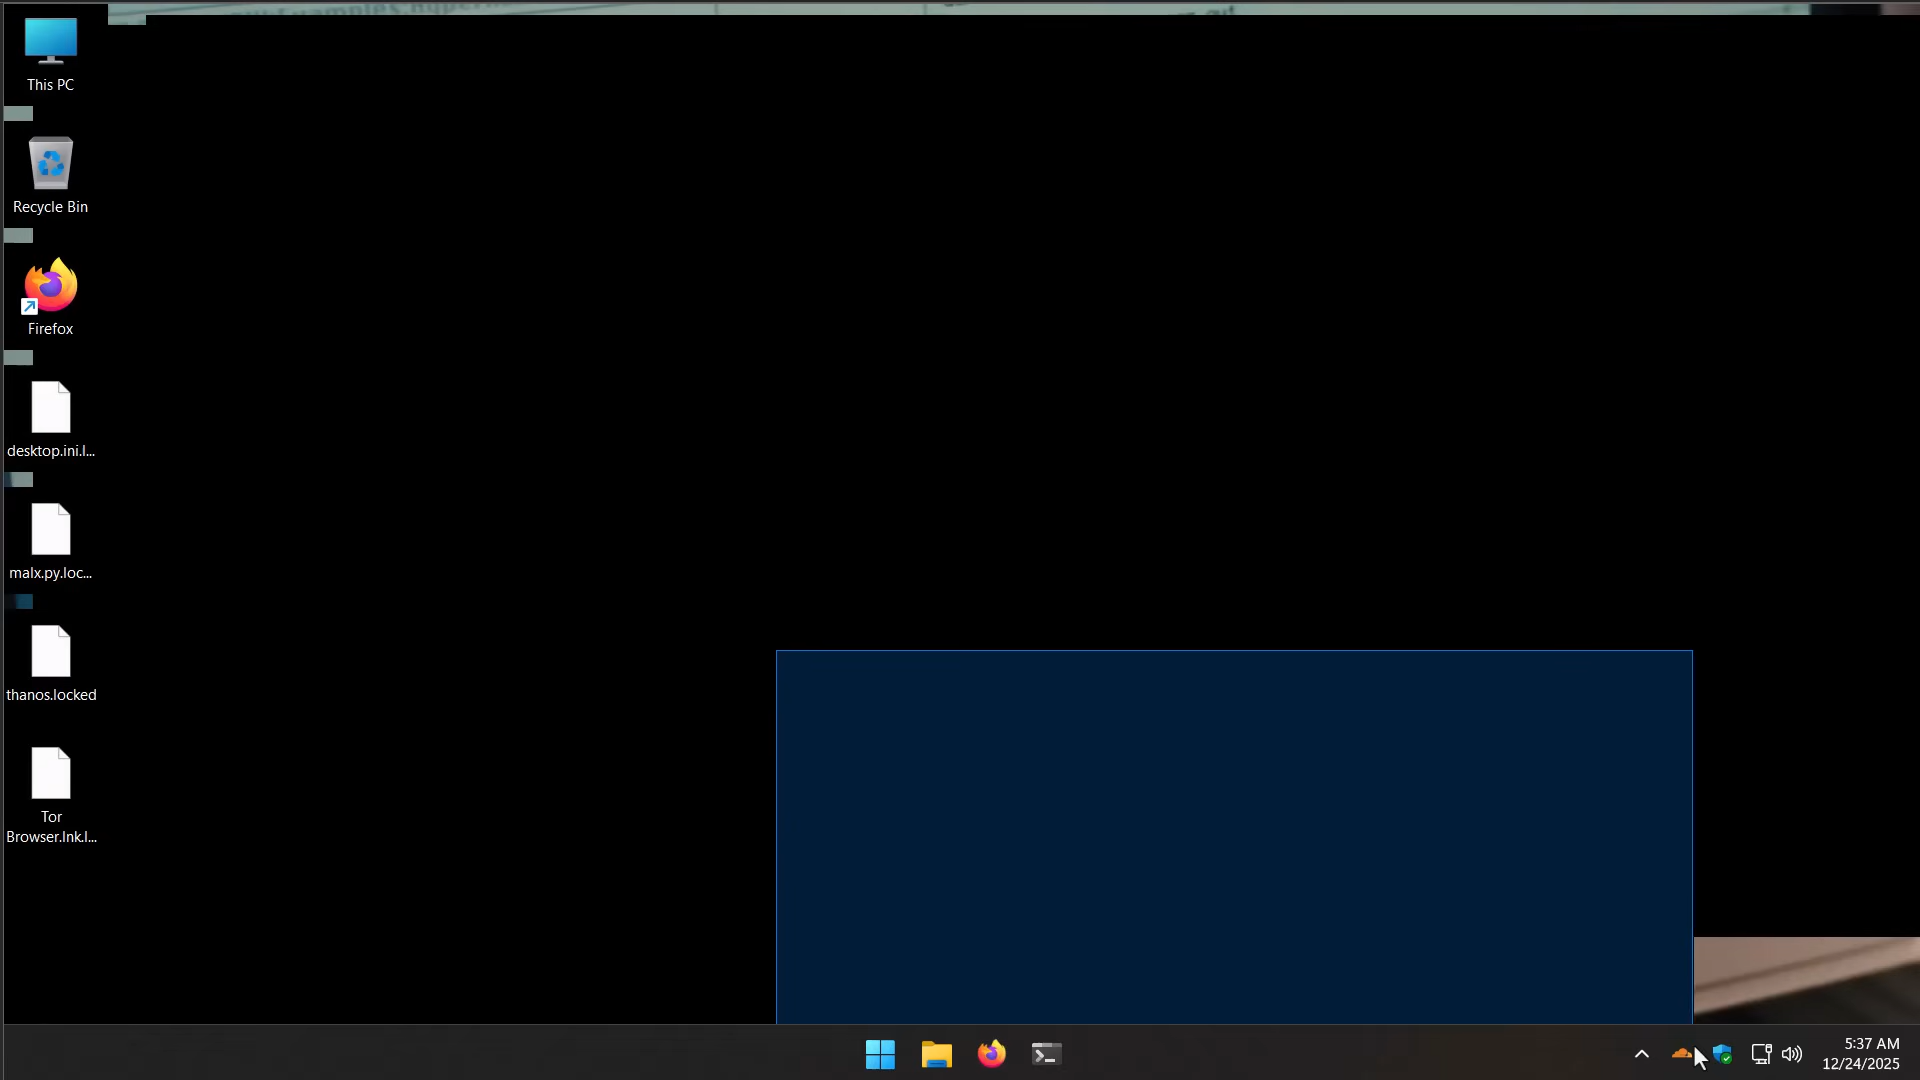 This PC
Recycle Bin
Firefox
desktop.ini.l...
malx.py.loc...
thanos.locked
Tor
Browser.lnk.l...
5:37 AM
12/24/2025